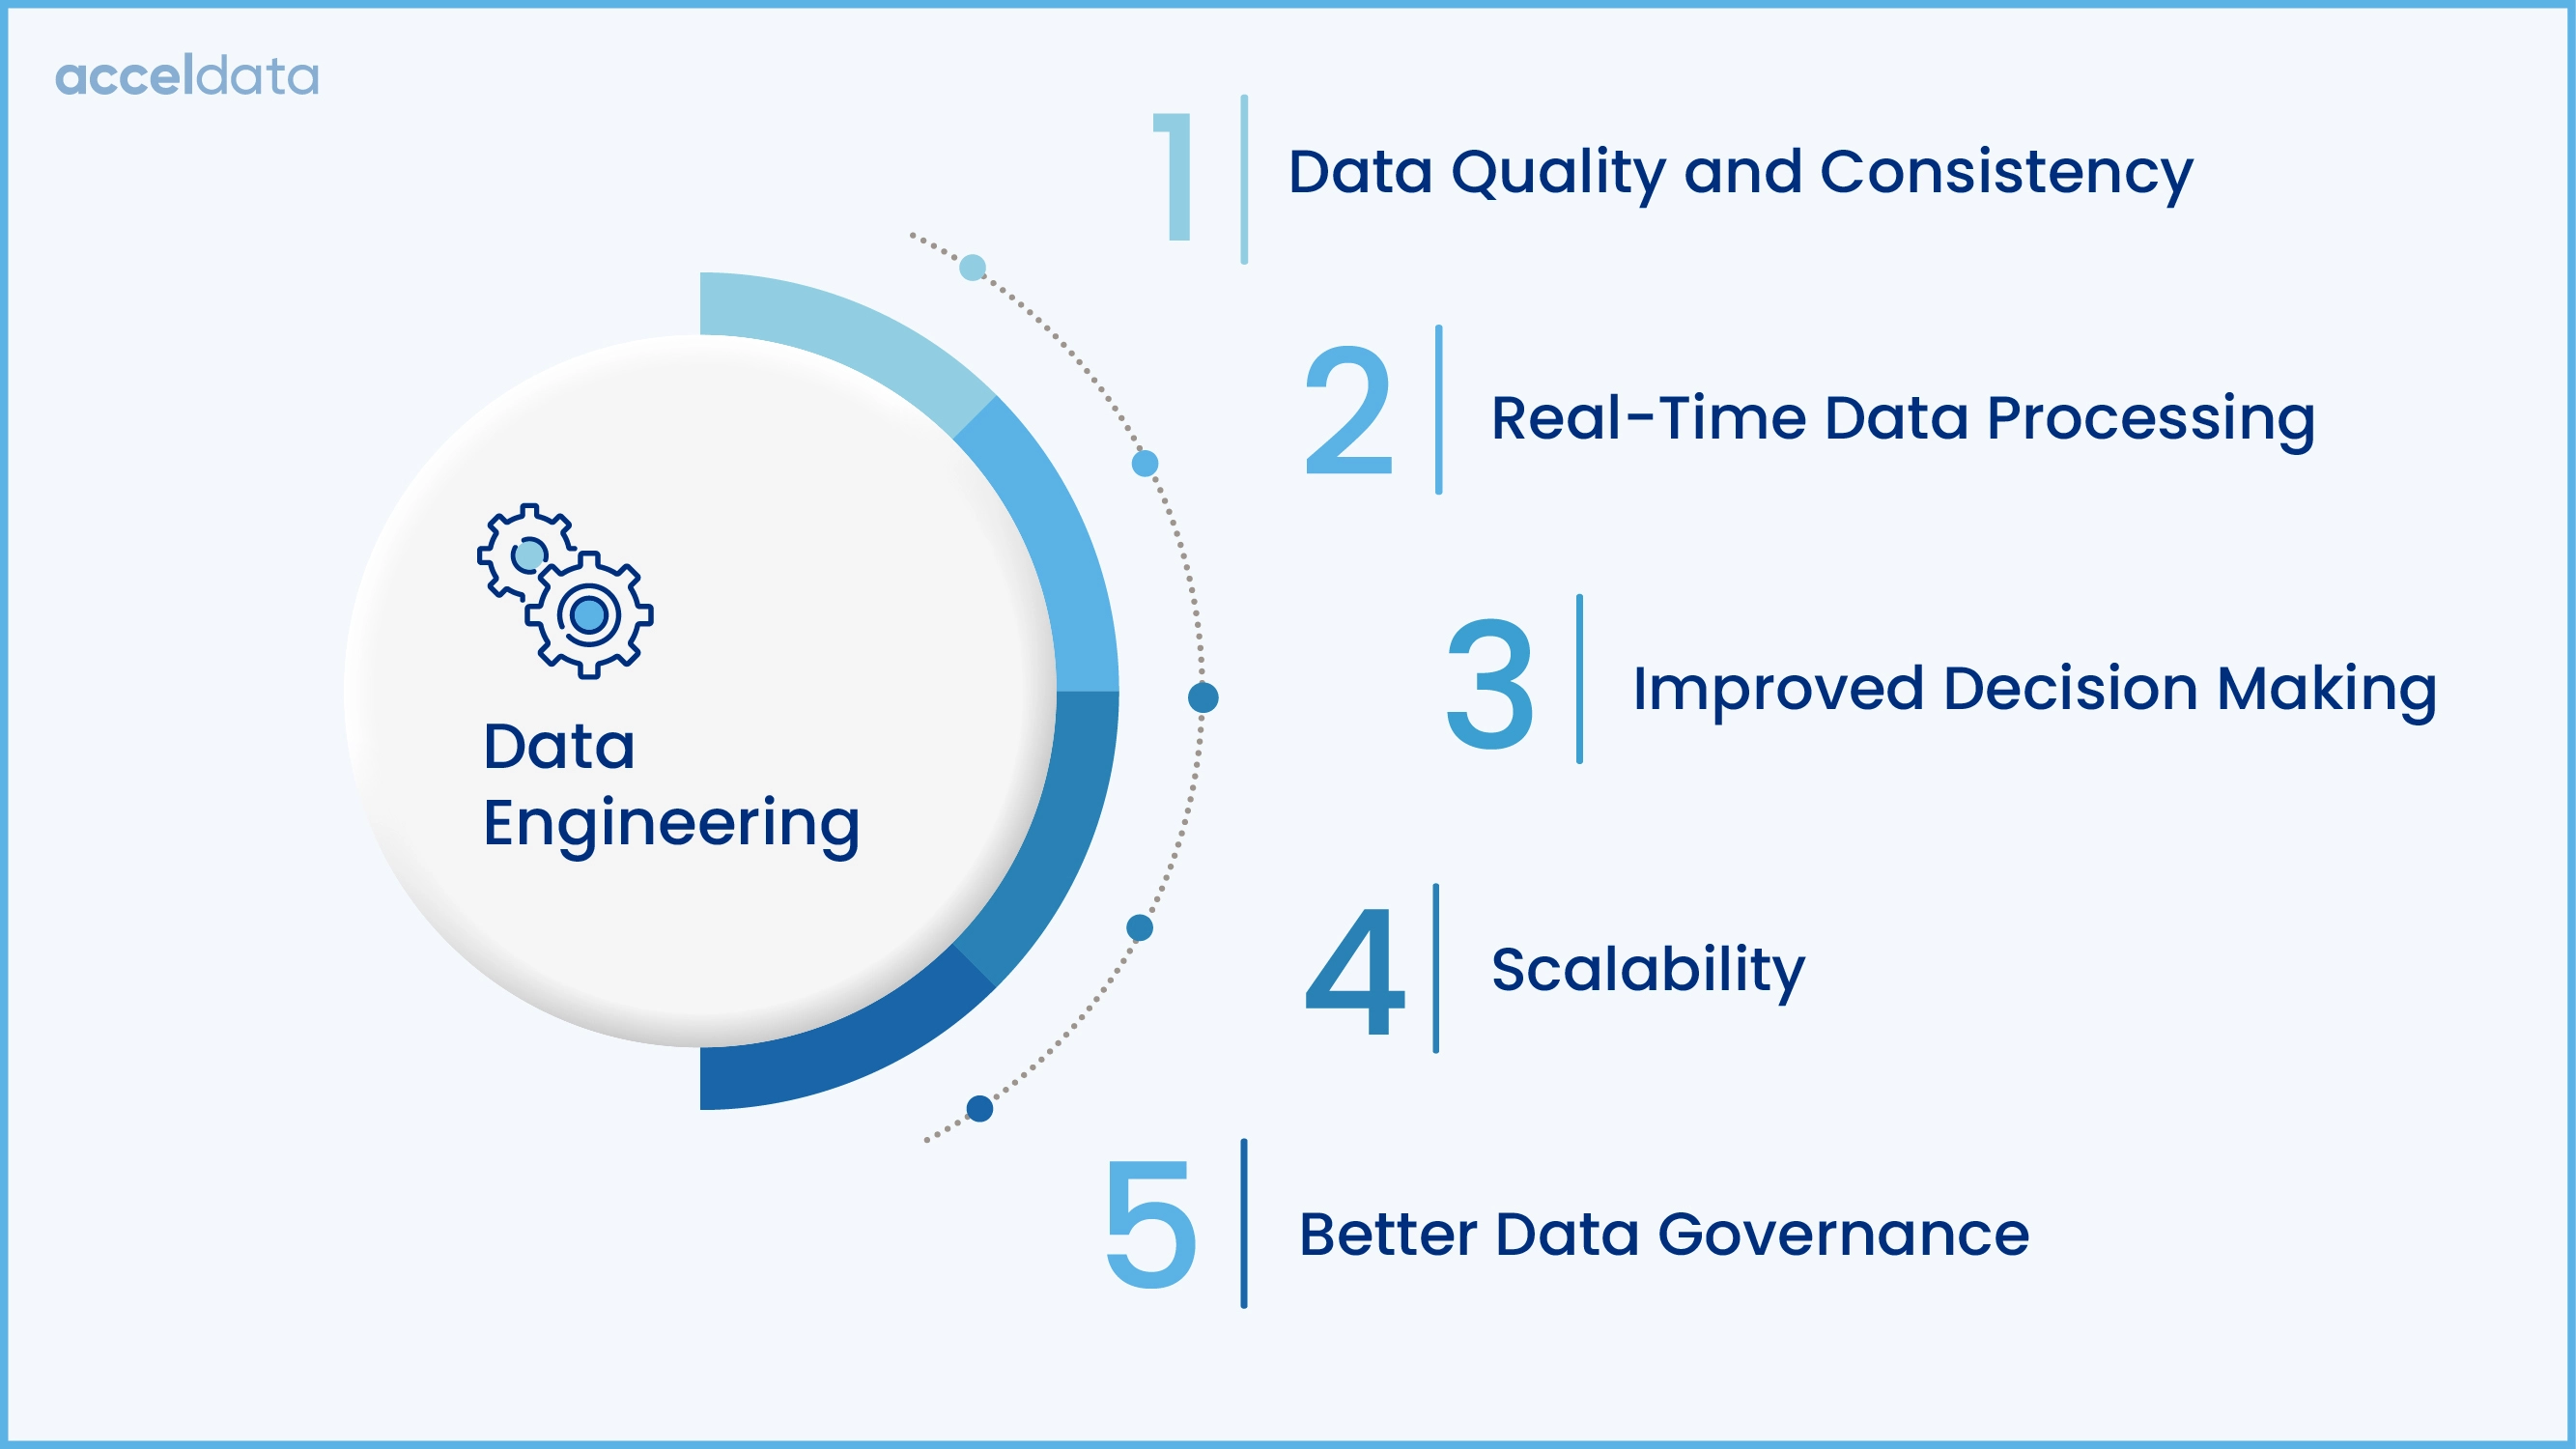 acceldata
1
Data Quality and Consistency
2
Real-Time Data Processing
3
Improved Decision Making
4
Scalability
5
Better Data Governance
Data
Engineering